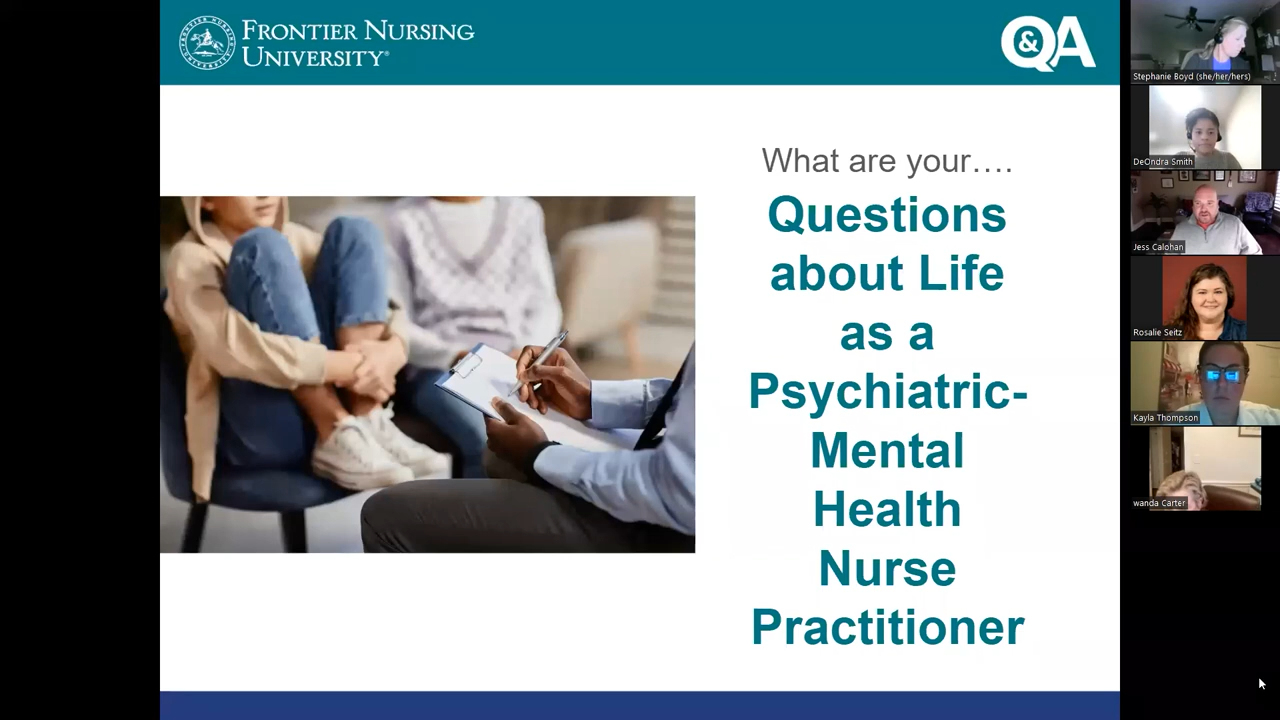 FRONTIER NURSING
UNIVERSITY®
Q&A
What are your….
Questions
about Life
as a
Psychiatric-
Mental
Health
Nurse
Practitioner
Stephanie Boyd (she/her/hers)
DeOndra Smith
Jess Calohan
Rosalie Seitz
Kayla Thompson
wanda Carter